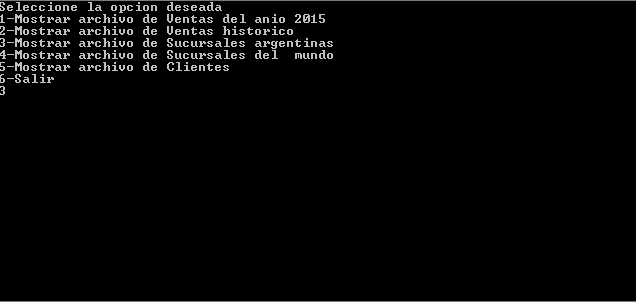 Seleccione la opcion deseada
1-Mostrar archivo de Ventas del anio 2015
2-Mostrar archivo de Ventas historico
3-Mostrar archivo de Sucursales argentinas
4-Mostrar archivo de Sucursales del  mundo
5-Mostrar archivo de Clientes
6-Salir
3